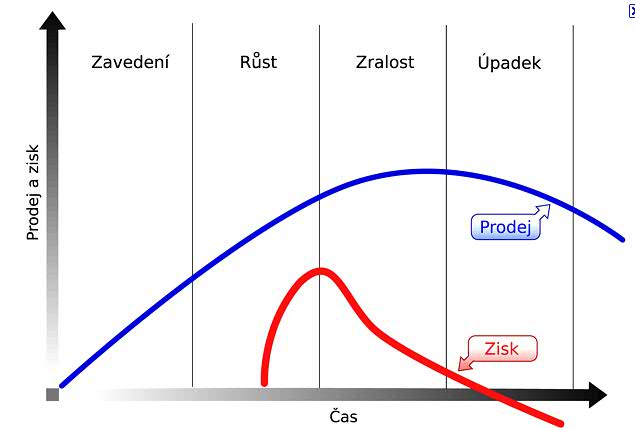 Zavedení
Růst
Zralost
Úpadek
Prodej a zisk
Prodej
Zisk
Čas